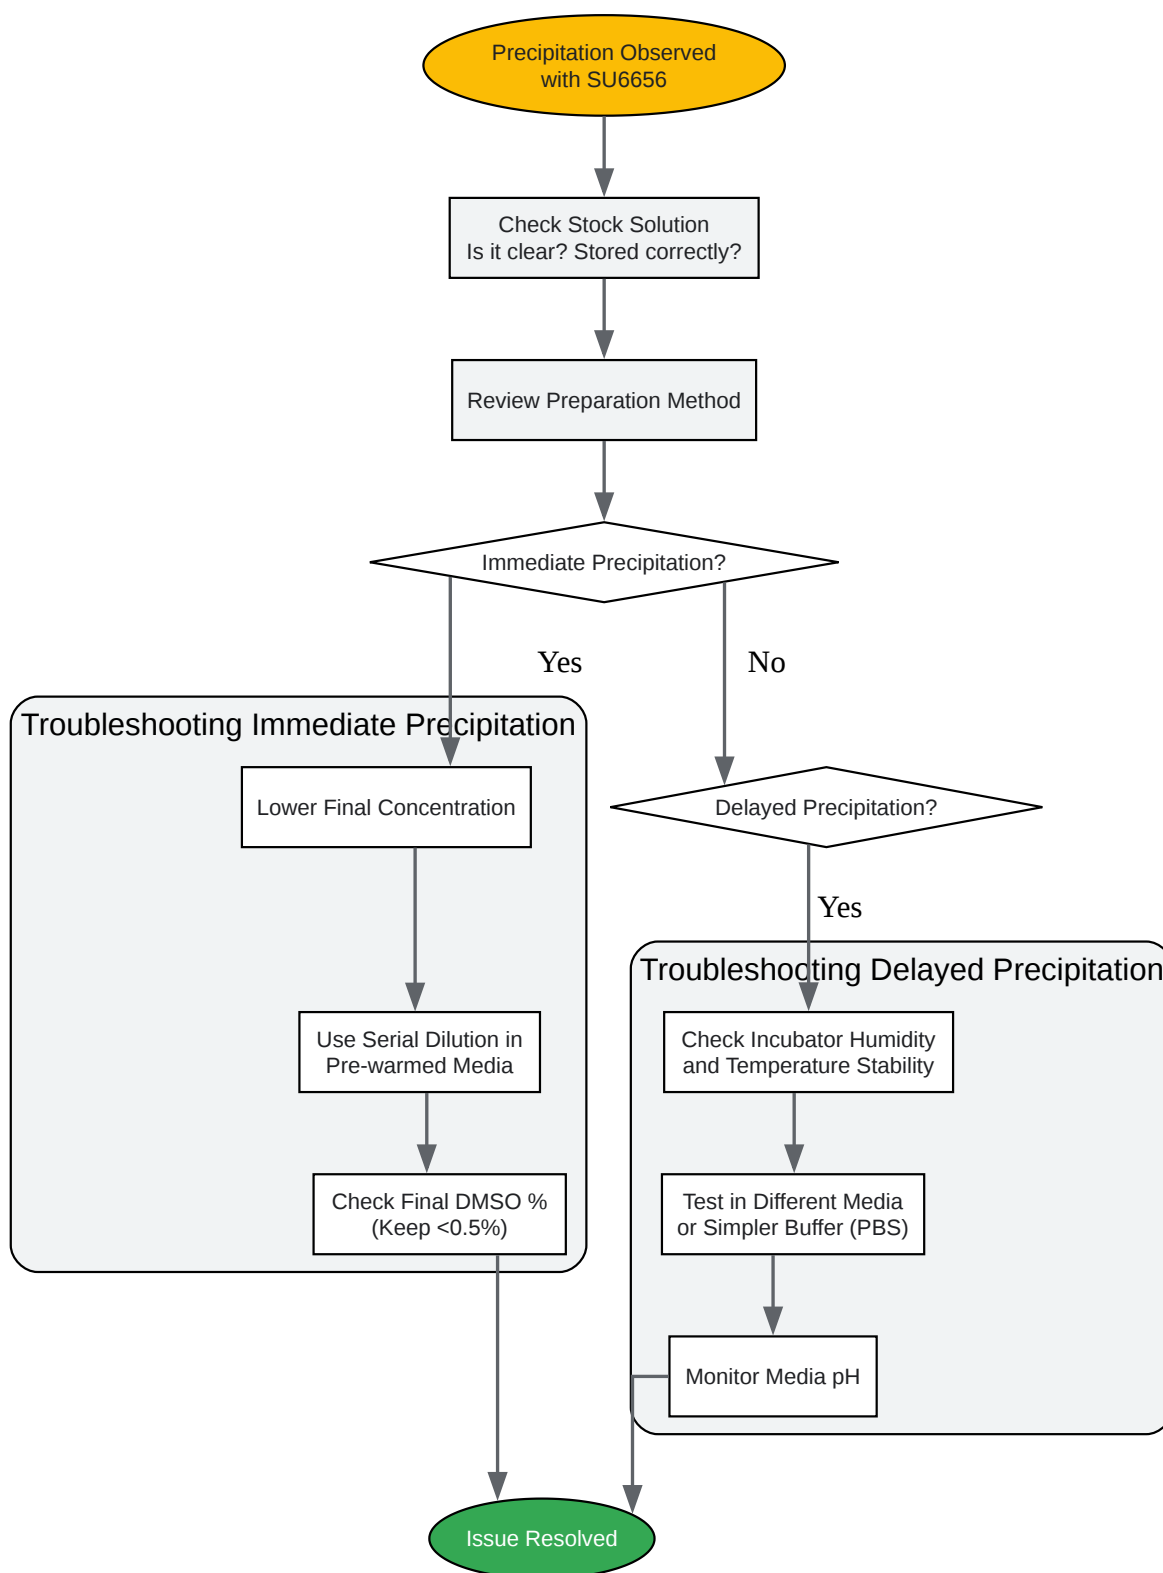 Precipitation Observed
with SU6656
Check Stock Solution
Is it clear? Stored correctly?
Review Preparation Method
Immediate Precipitation?
Yes
No
Troubleshooting Immediate Precipitation
Lower Final Concentration
Delayed Precipitation?
Yes
Troubleshooting Delayed Precipitation
Use Serial Dilution in
Pre-warmed Media
Check Incubator Humidity
and Temperature Stability
Check Final DMSO %
(Keep <0.5%)
Test in Different Media
or Simpler Buffer (PBS)
Monitor Media pH
Issue Resolved